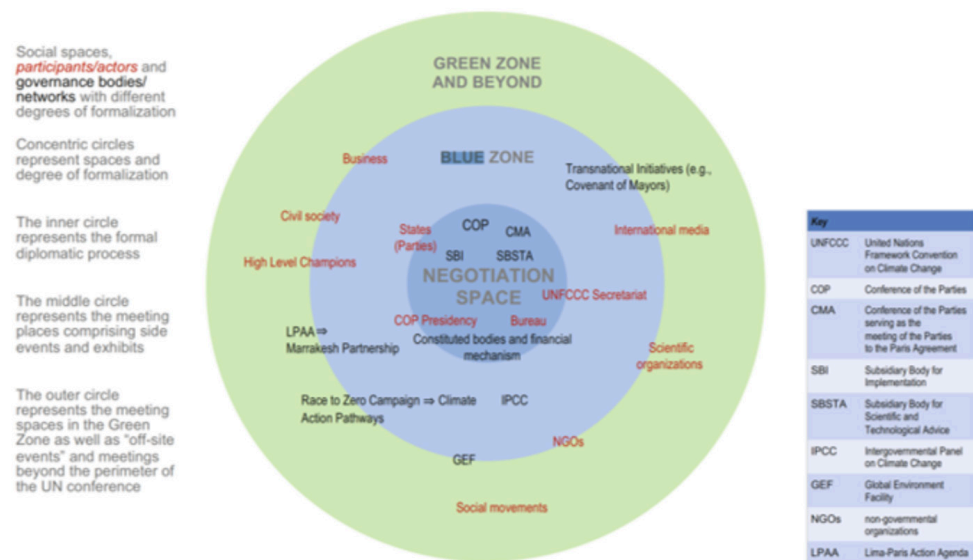 Social spaces,
participants/actors and
governance bodies/
networks with different
degrees of formalization
Concentric circles
represent spaces and
degree of formalization
The inner circle
represents the formal
diplomatic process
The middle circle
represents the meeting
places comprising side
events and exhibits
The outer circle
represents the meeting
spaces in the Green
Zone as well as “off-site
events” and meetings
beyond the perimeter of
the UN conference
GREEN ZONE
AND BEYOND
BLUE ZONE
Business
Transnational Initiatives (e.g.,
Covenant of Mayors)
Civil society
States
(Parties)
COP
CMA
International media
SBI
SBSTA
High Level Champions
NEGOTIATION
SPACE
UNFCCC Secretariat
COP Presidency
Bureau
LPAA ⇒
Marrakesh Partnership
Constituted bodies and financial
mechanism
Scientific
organizations
Race to Zero Campaign ⇒ Climate
Action Pathways
IPCC
NGOs
GEF
Social movements
Key
UNFCCC United Nations
Framework Convention
on Climate Change
COP Conference of the Parties
CMA Conference of the Parties
serving as the
meeting of the Parties
to the Paris Agreement
SBI Subsidiary Body for
Implementation
SBSTA Subsidiary Body for
Scientific and
Technological Advice
IPCC Intergovernmental Panel
on Climate Change
GEF Global Environment
Facility
NGOs non-governmental
organizations
LPAA Lima-Paris Action Agenda